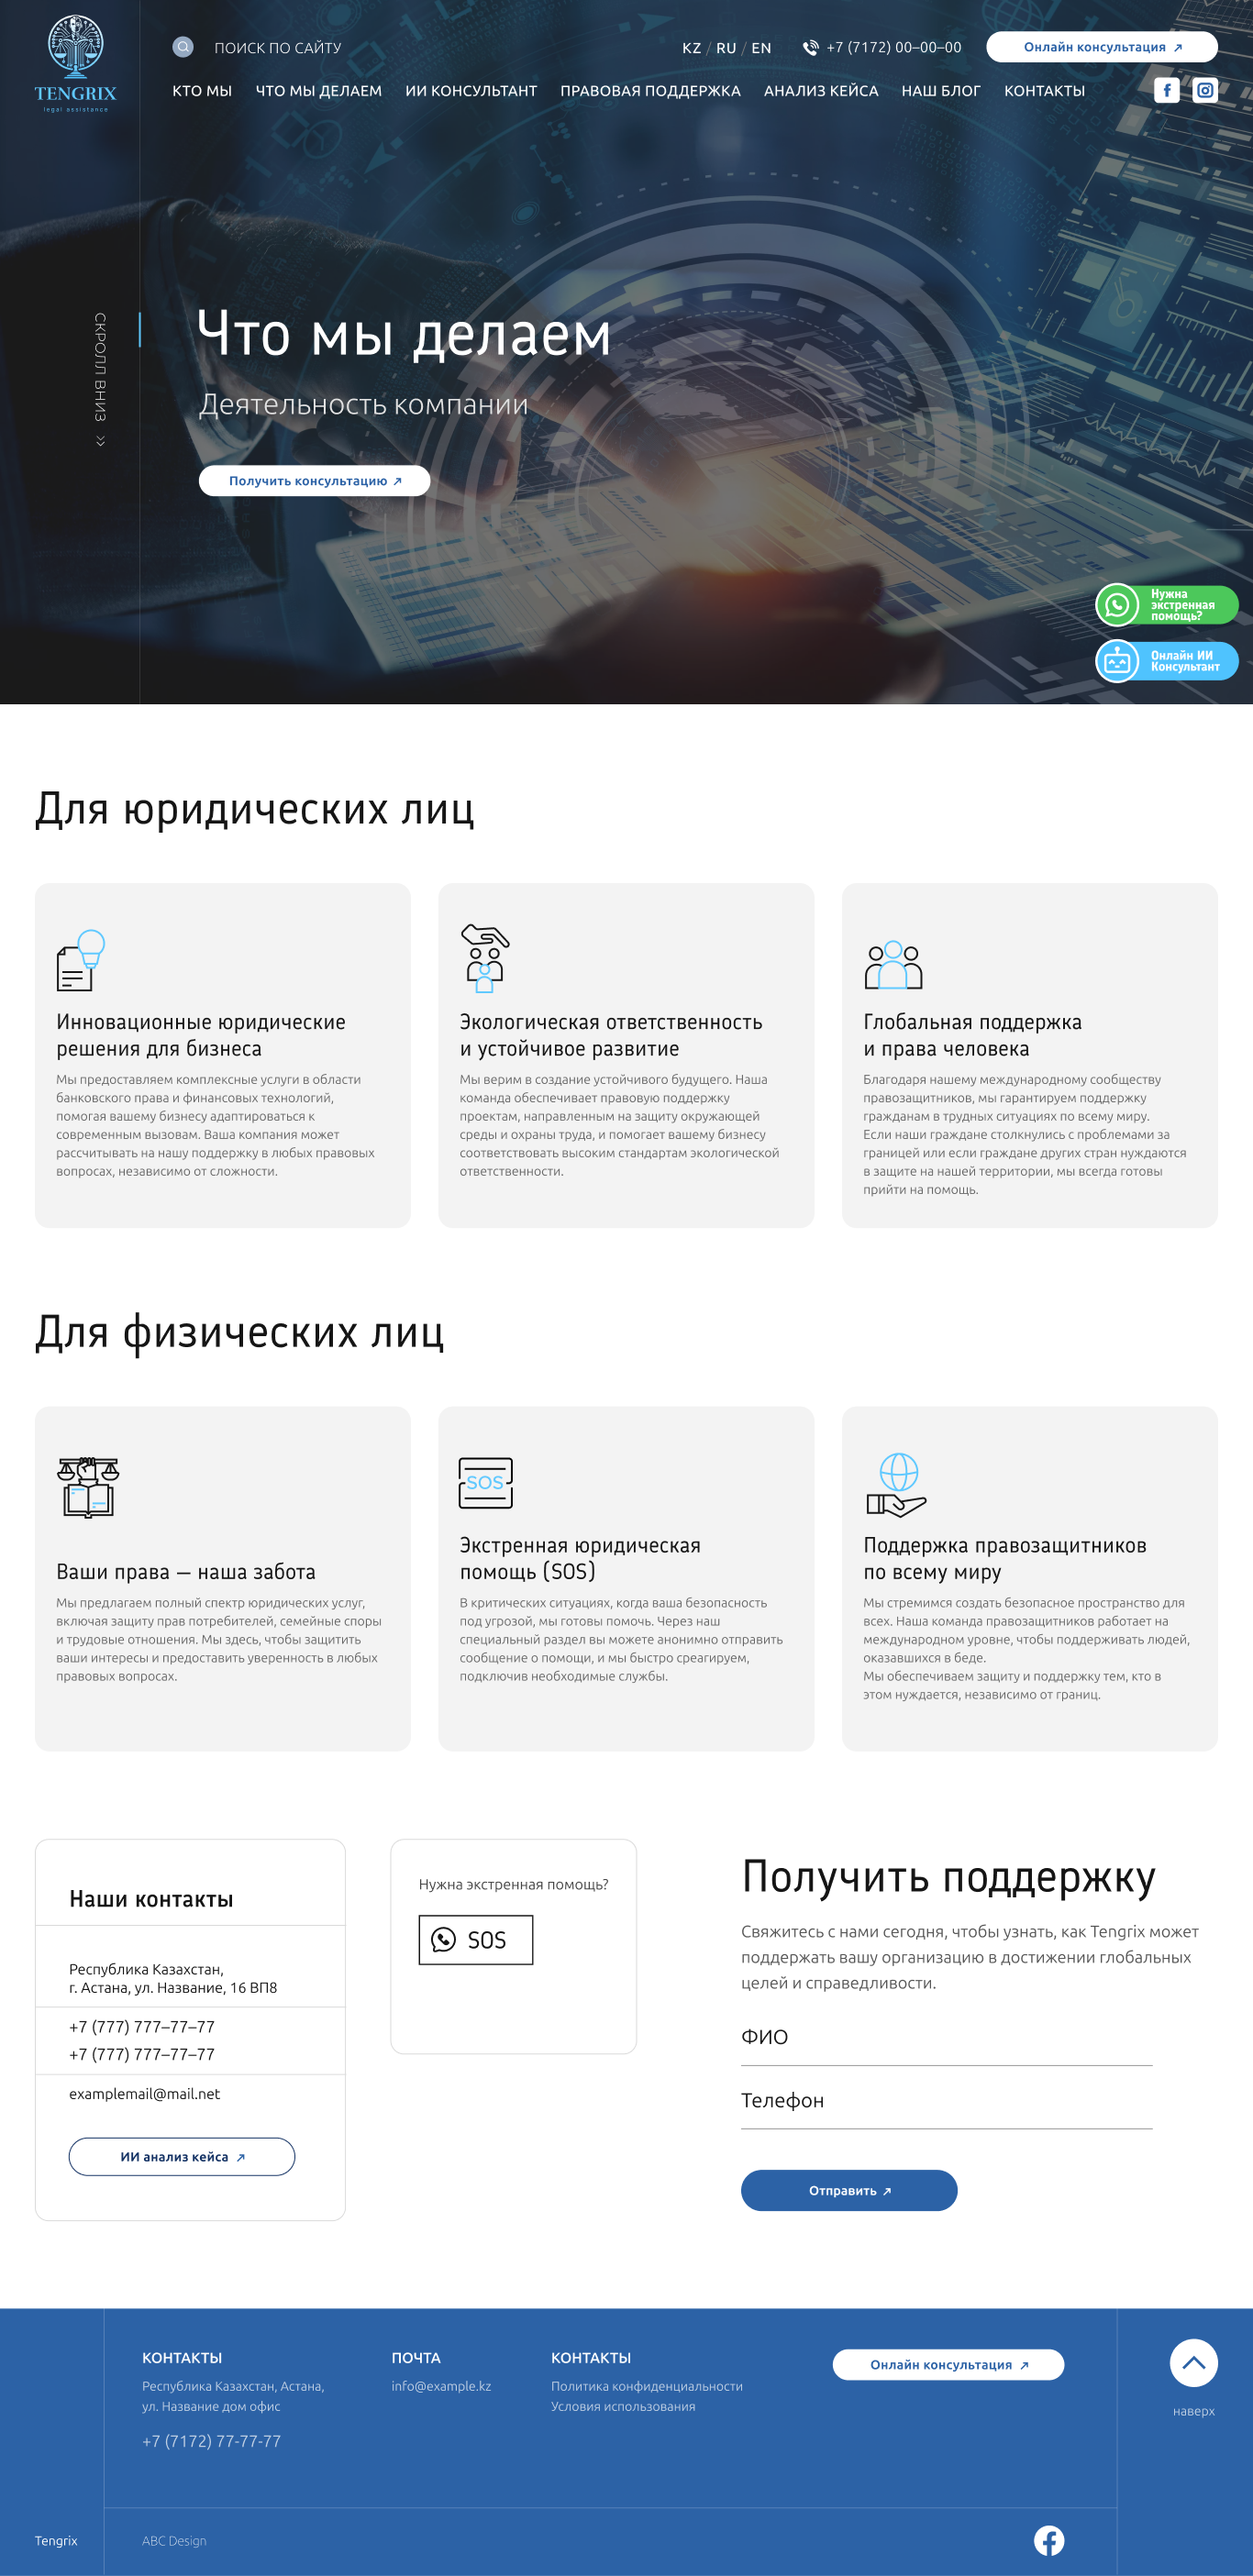 TENGRIX
legal assistance
ПОИСК ПО САЙТУ
KZ / RU / EN
+7 (7172) 00–00–00
Онлайн консультация
КТО МЫ
ЧТО МЫ ДЕЛАЕМ
ИИ КОНСУЛЬТАНТ
ПРАВОВАЯ ПОДДЕРЖКА
АНАЛИЗ КЕЙСА
НАШ БЛОГ
КОНТАКТЫ
СКРОЛЛ ВНИЗ
Что мы делаем
Деятельность компании
Получить консультацию
Нужна
экстренная
помощь?
Онлайн ИИ
Консультант
Для юридических лиц
Инновационные юридические
решения для бизнеса
Мы предоставляем комплексные услуги в области
банковского права и финансовых технологий,
помогая вашему бизнесу адаптироваться к
современным вызовам. Ваша компания может
рассчитывать на нашу поддержку в любых правовых
вопросах, независимо от сложности.
Экологическая ответственность
и устойчивое развитие
Мы верим в создание устойчивого будущего. Наша
команда обеспечивает правовую поддержку
проектам, направленным на защиту окружающей
среды и охраны труда, и помогает вашему бизнесу
соответствовать высоким стандартам экологической
ответственности.
Глобальная поддержка
и права человека
Благодаря нашему международному сообществу
правозащитников, мы гарантируем поддержку
гражданам в трудных ситуациях по всему миру.
Если наши граждане столкнулись с проблемами за
границей или если граждане других стран нуждаются
в защите на нашей территории, мы всегда готовы
прийти на помощь.
Для физических лиц
Ваши права — наша забота
Мы предлагаем полный спектр юридических услуг,
включая защиту прав потребителей, семейные споры
и трудовые отношения. Мы здесь, чтобы защитить
ваши интересы и предоставить уверенность в любых
правовых вопросах.
SOS
Экстренная юридическая
помощь (SOS)
В критических ситуациях, когда ваша безопасность
под угрозой, мы готовы помочь. Через наш
специальный раздел вы можете анонимно отправить
сообщение о помощи, и мы быстро среагируем,
подключив необходимые службы.
Поддержка правозащитников
по всему миру
Мы стремимся создать безопасное пространство для
всех. Наша команда правозащитников работает на
международном уровне, чтобы поддерживать людей,
оказавшихся в беде.
Мы обеспечиваем защиту и поддержку тем, кто в
этом нуждается, независимо от границ.
Наши контакты
Республика Казахстан,
г. Астана, ул. Название, 16 ВП8
+7 (777) 777–77–77
+7 (777) 777–77–77
examplemail@mail.net
ИИ анализ кейса
Нужна экстренная помощь?
SOS
Получить поддержку
Свяжитесь с нами сегодня, чтобы узнать, как Tengrix может
поддержать вашу организацию в достижении глобальных
целей и справедливости.
ФИО
Телефон
Отправить
КОНТАКТЫ
Республика Казахстан, Астана,
ул. Название дом офис
+7 (7172) 77-77-77
ПОЧТА
info@example.kz
КОНТАКТЫ
Политика конфиденциальности
Условия использования
Онлайн консультация
наверх
Tengrix
ABC Design